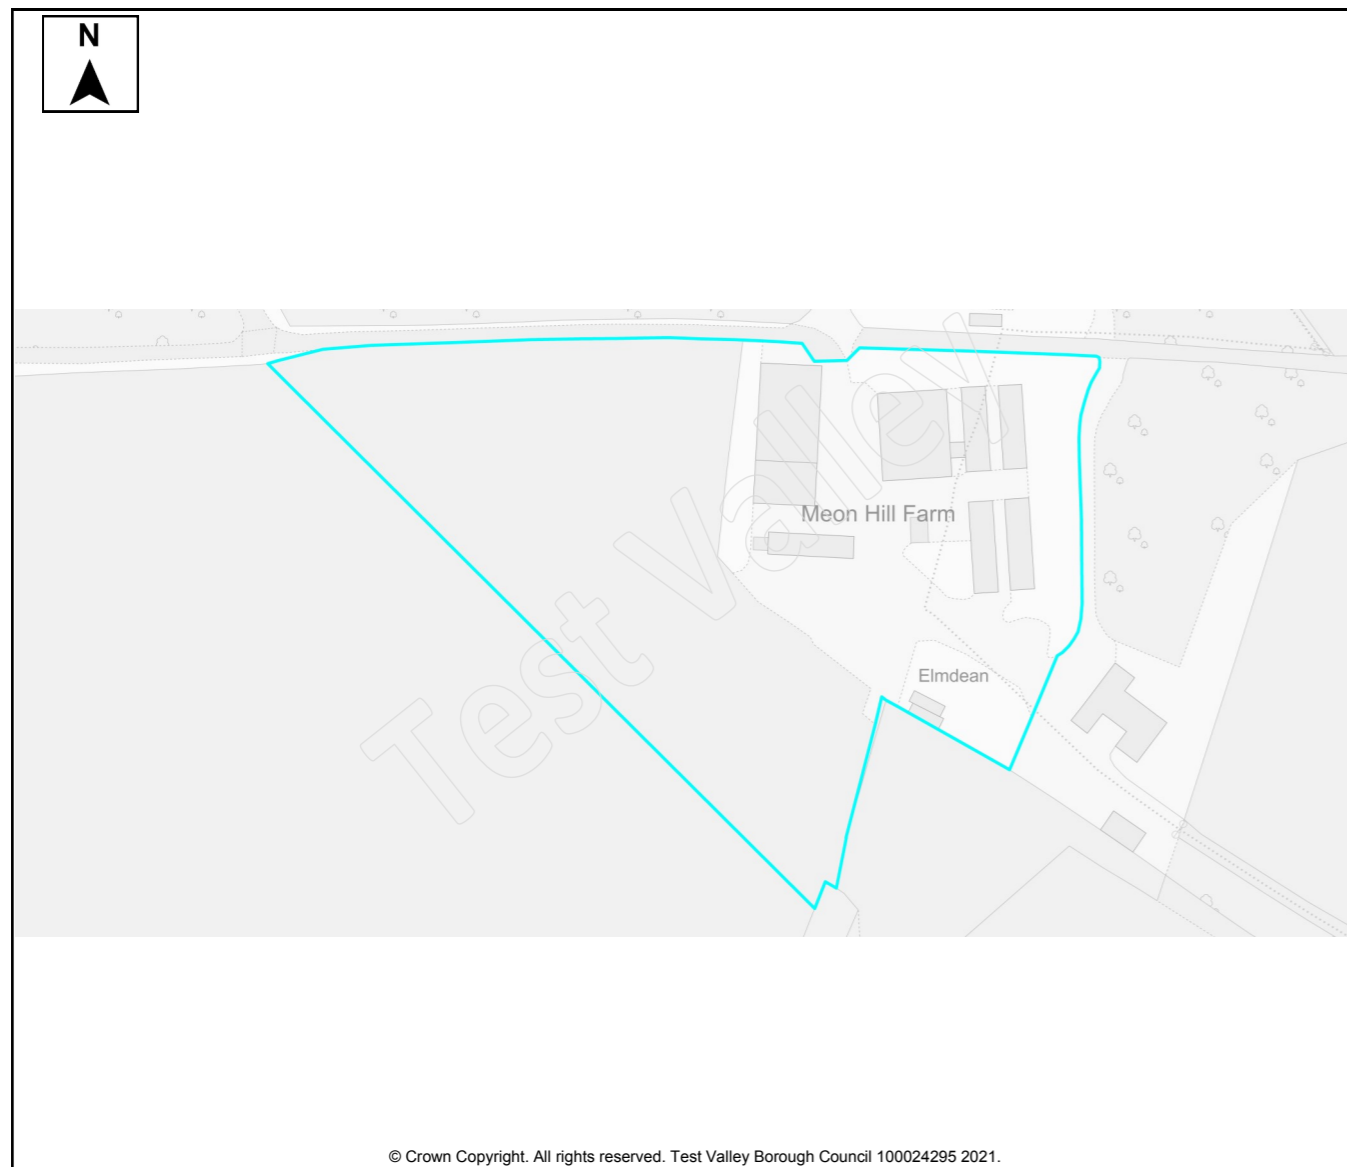 N
Meon Hill Farm
Elmdean
Test Valley
© Crown Copyright. All rights reserved. Test Valley Borough Council 100024295 2021.